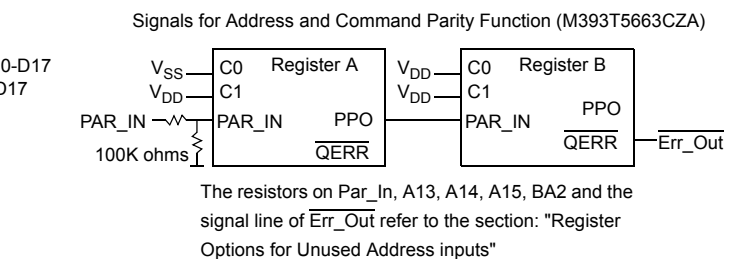 Signals for Address and Command Parity Function (M393T5663CZA)
0-D17
D17
VSS C0 Register A VDD C0 Register B
VDD C1 VDD C1
PAR_IN PAR_IN PPO PAR_IN PPO
100K ohms QERR QERR Err_Out
The resistors on Par_In, A13, A14, A15, BA2 and the
signal line of Err_Out refer to the section: "Register
Options for Unused Address inputs"